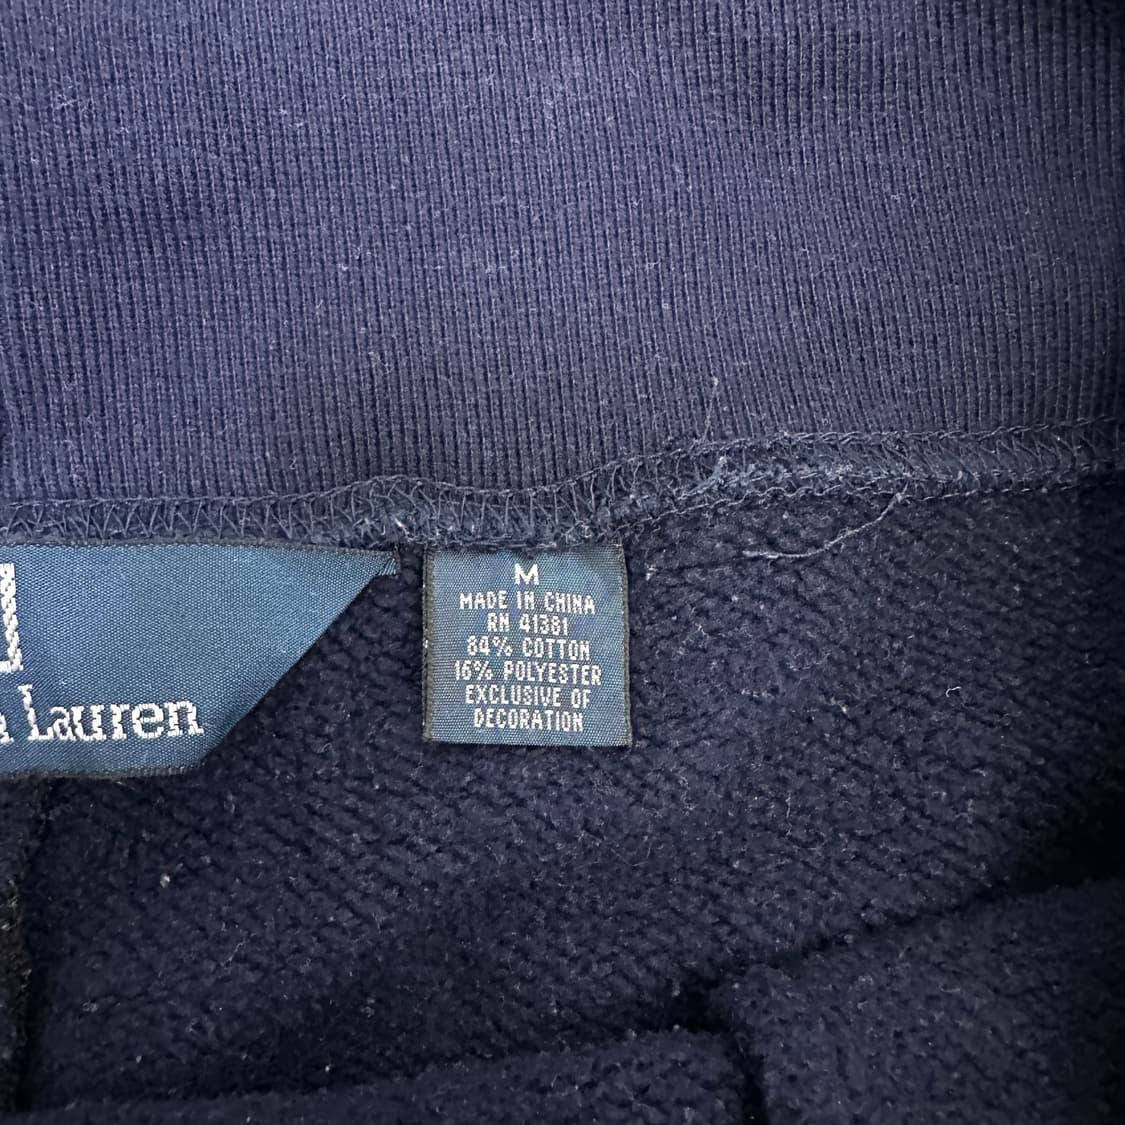 Lauren
M
MADE IN CHINA
RN 41381
84% COTTON
16% POLYESTER
EXCLUSIVE OF
DECORATION